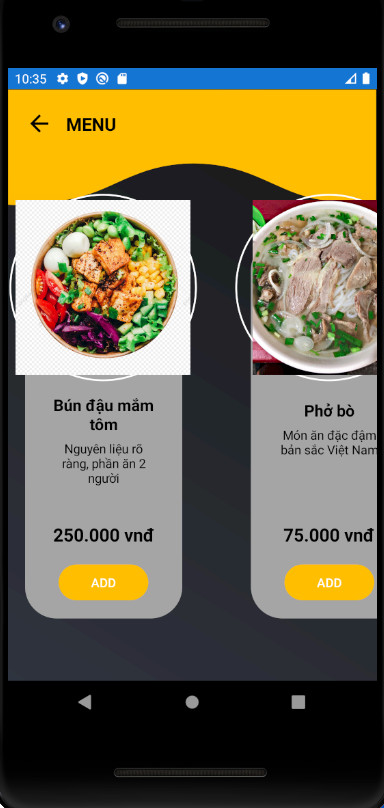 10:35
MENU
Bún đậu mắm
tôm
Nguyên liệu rõ
ràng, phần ăn 2
người
250.000 vnđ
ADD
Phở bò
Món ăn đặc đậm
bản sắc Việt Nam
75.000 vnđ
ADD